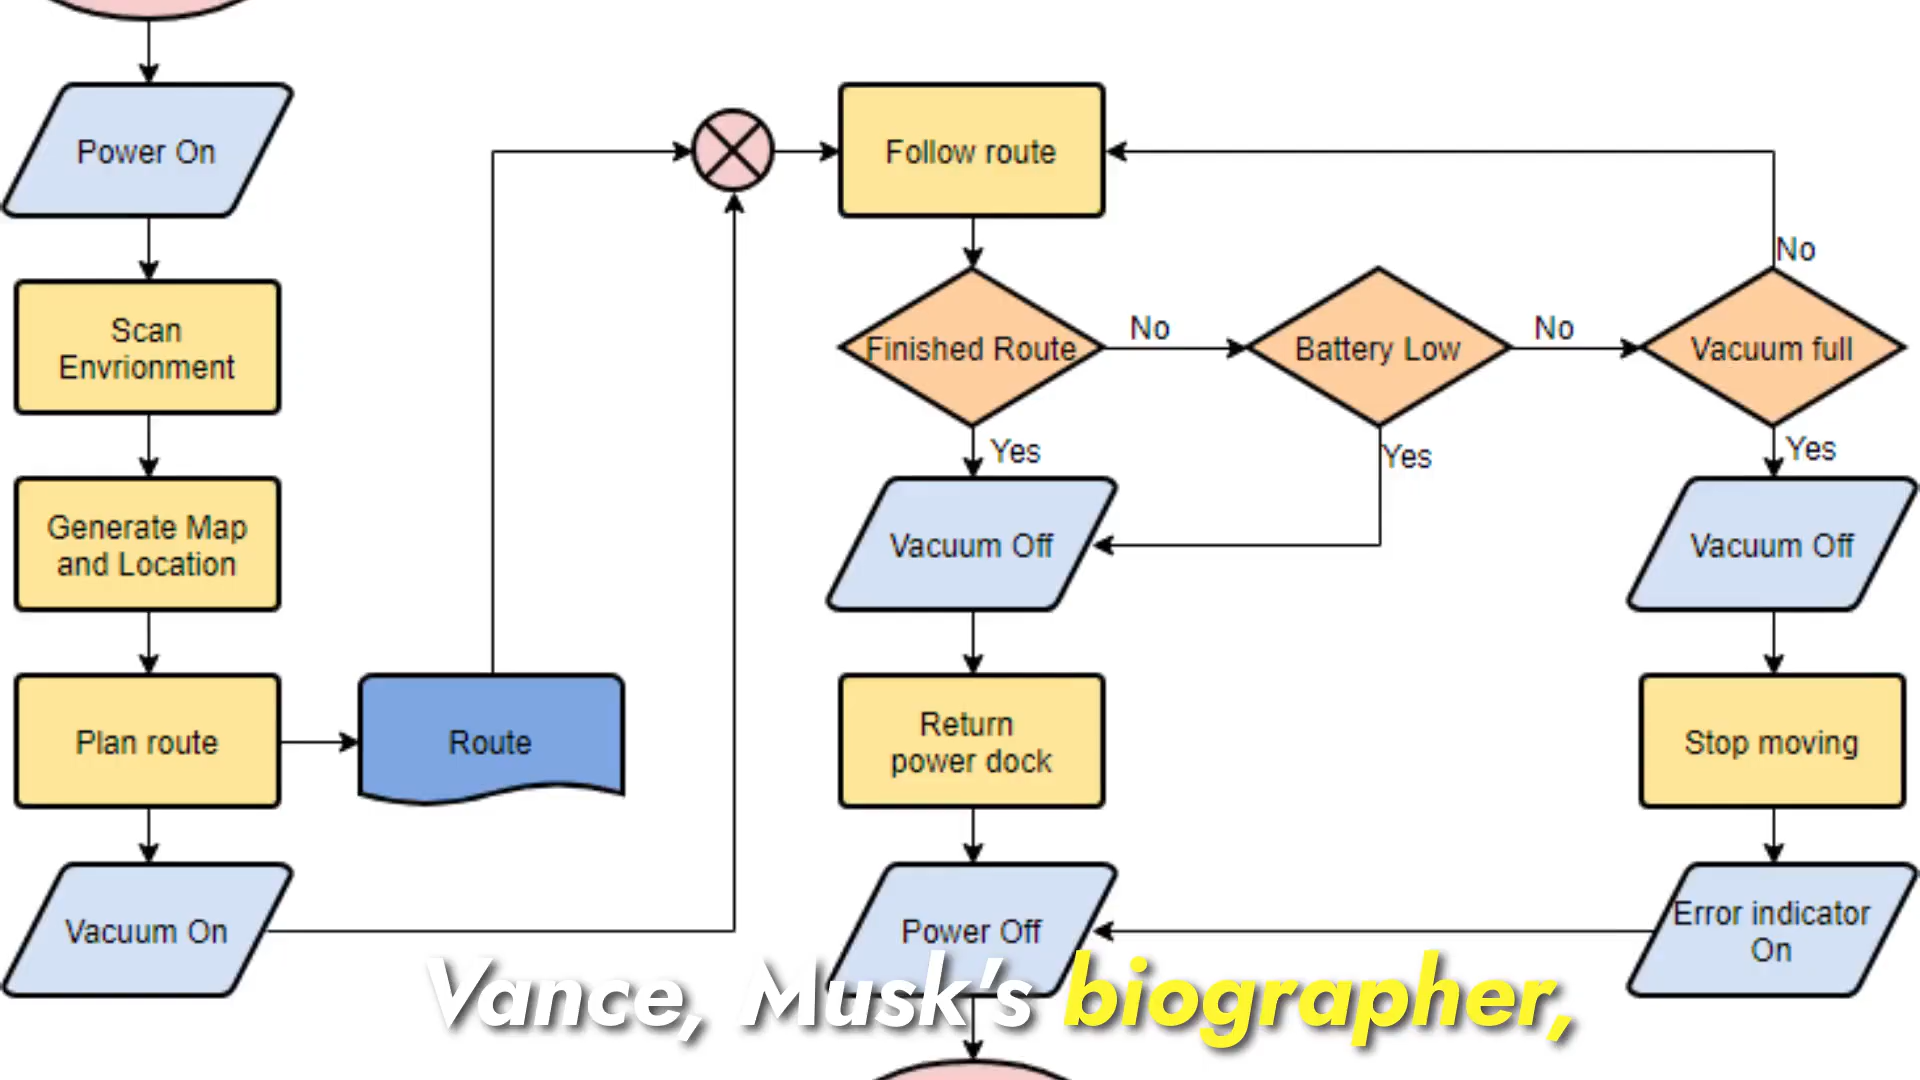 Power On
Follow route
No
Scan
Envrionment
Finished Route
No
Battery Low
No
Vacuum full
Yes
Yes
Yes
Generate Map
and Location
Vacuum Off
Vacuum Off
Plan route
Route
Return
power dock
Stop moving
Vacuum On
Power Off
Error indicator
On
Vance, Musk's biographer,